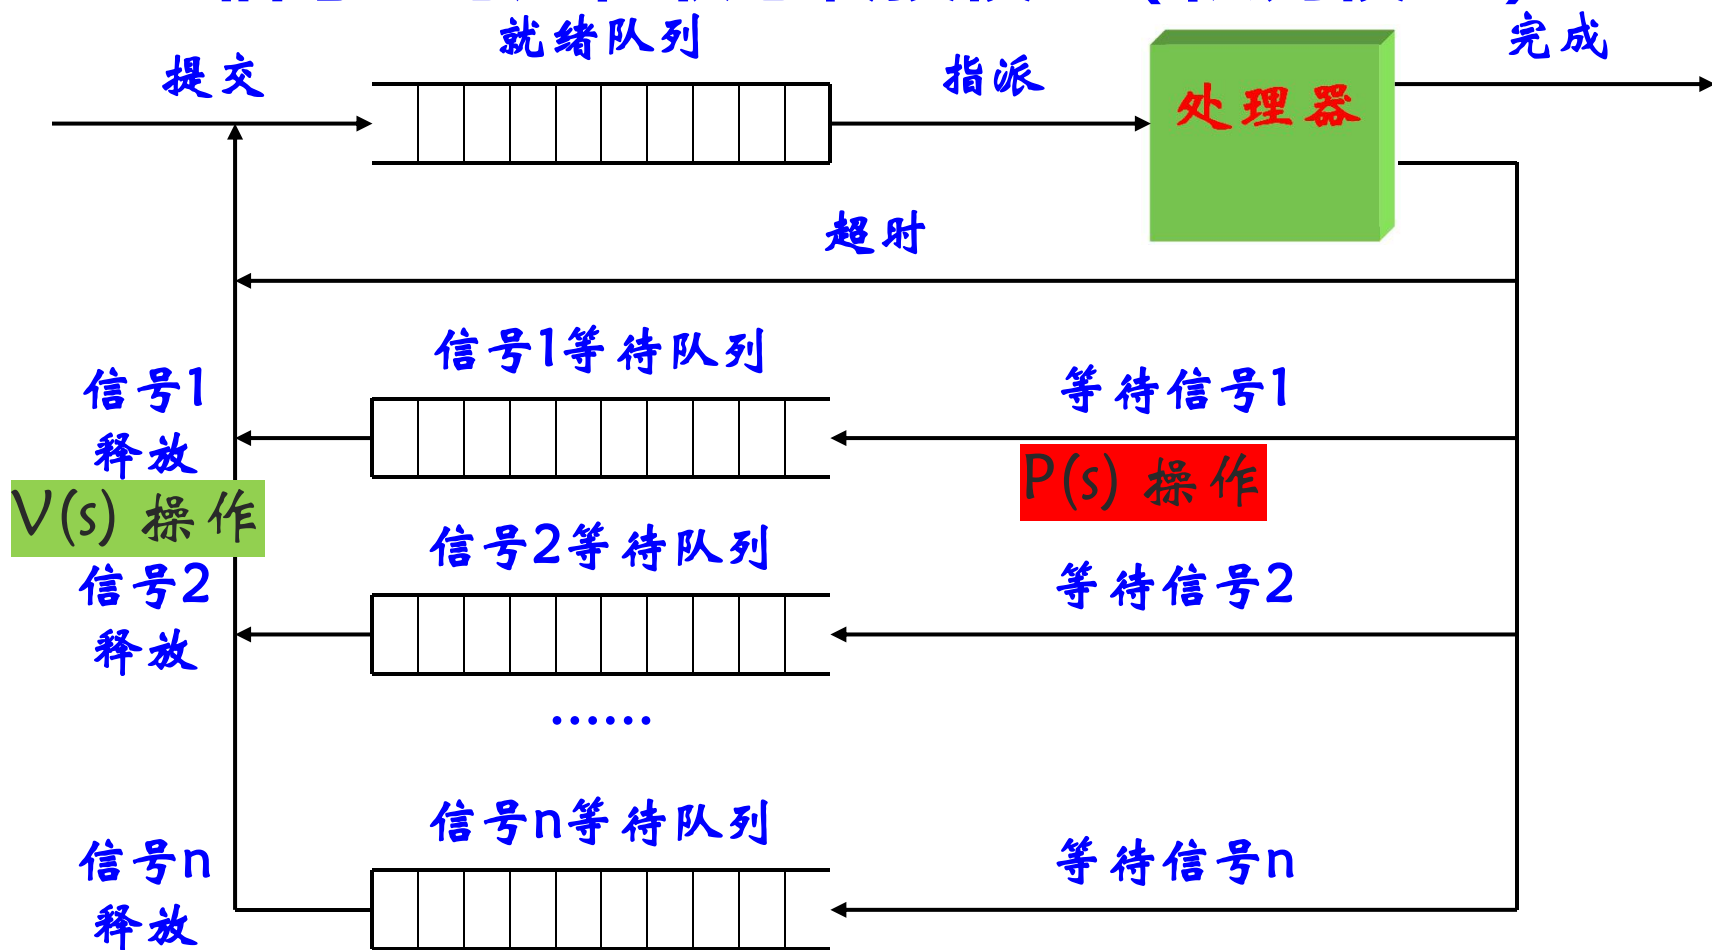 就绪队列
完成
提交
指派
处理器
超时
信号1等待队列
信号1
释放
等待信号1
V(s) 操作
P(s) 操作
信号2等待队列
信号2
释放
等待信号2
······
信号n等待队列
信号n
释放
等待信号n